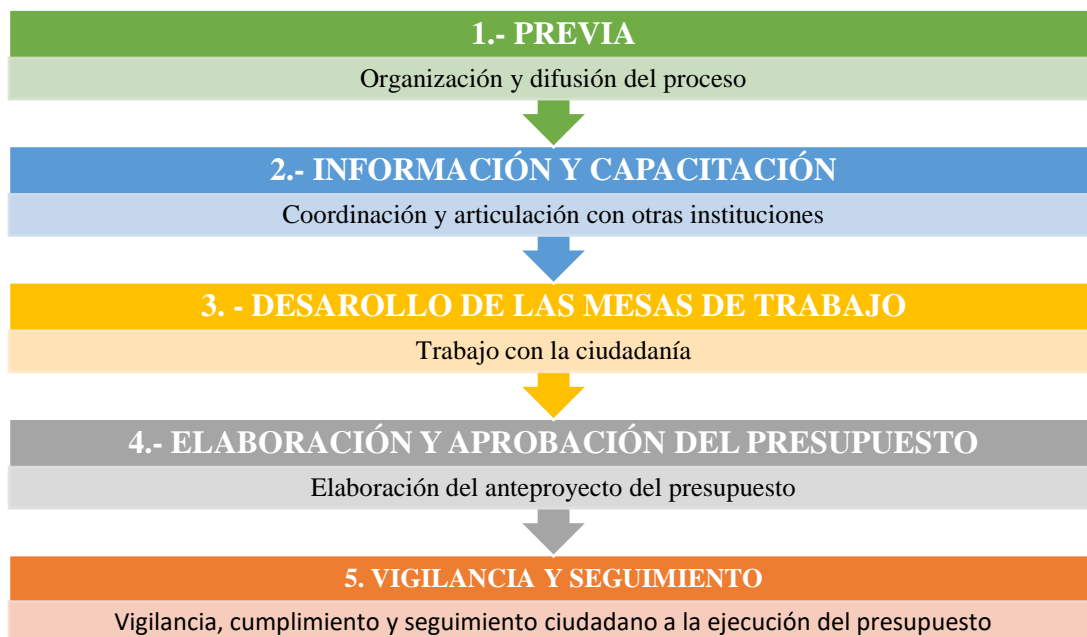 1.- PREVIA
Organización y difusión del proceso
2.- INFORMACIÓN Y CAPACITACIÓN
Coordinación y articulación con otras instituciones
3. - DESAROLLO DE LAS MESAS DE TRABAJO
Trabajo con la ciudadanía
4.- ELABORACIÓN Y APROBACIÓN DEL PRESUPUESTO
Elaboración del anteproyecto del presupuesto
5. VIGILANCIA Y SEGUIMIENTO
Vigilancia, cumplimiento y seguimiento ciudadano a la ejecución del presupuesto